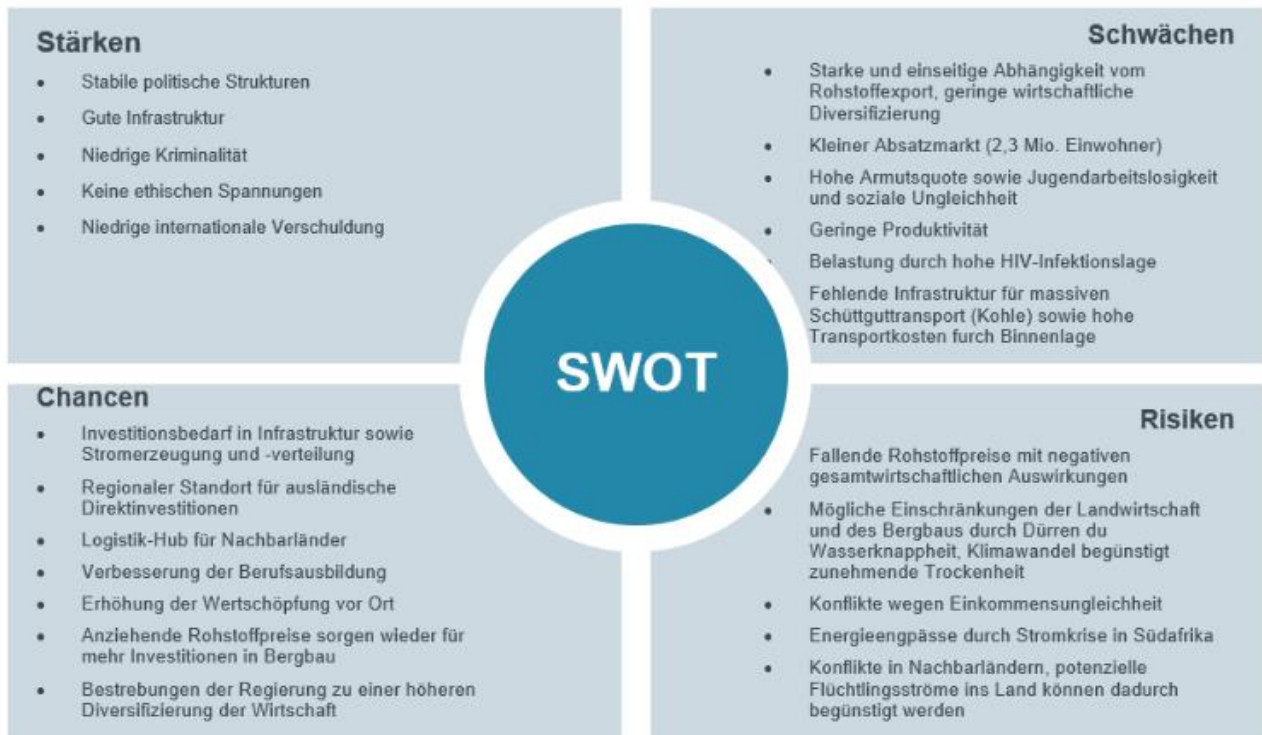 Stärken
• Stabile politische Strukturen
• Gute Infrastruktur
• Niedrige Kriminalität
• Keine ethischen Spannungen
• Niedrige internationale Verschuldung
Schwächen
• Starke und einseitige Abhängigkeit vom
Rohstoffexport, geringe wirtschaftliche
Diversifizierung
• Kleiner Absatzmarkt (2,3 Mio. Einwohner)
• Hohe Armutsquote sowie Jugendarbeitslosigkeit
und soziale Ungleichheit
• Geringe Produktivität
• Belastung durch hohe HIV-Infektionslage
Fehlende Infrastruktur für massiven
Schüttguttransport (Kohle) sowie hohe
Transportkosten furch Binnenlage
SWOT
Chancen
• Investitionsbedarf in Infrastruktur sowie
Stromerzeugung und -verteilung
• Regionaler Standort für ausländische
Direktinvestitionen
• Logistik-Hub für Nachbarländer
• Verbesserung der Berufsausbildung
• Erhöhung der Wertschöpfung vor Ort
• Anziehende Rohstoffpreise sorgen wieder für
mehr Investitionen in Bergbau
• Bestrebungen der Regierung zu einer höheren
Diversifizierung der Wirtschaft
Risiken
Fallende Rohstoffpreise mit negativen
gesamtwirtschaftlichen Auswirkungen
• Mögliche Einschränkungen der Landwirtschaft
und des Bergbaus durch Dürren du
Wasserknappheit, Klimawandel begünstigt
zunehmende Trockenheit
• Konflikte wegen Einkommensungleichheit
• Energieengpässe durch Stromkrise in Südafrika
• Konflikte in Nachbarländern, potenzielle
Flüchtlingsströme ins Land können dadurch
begünstigt werden